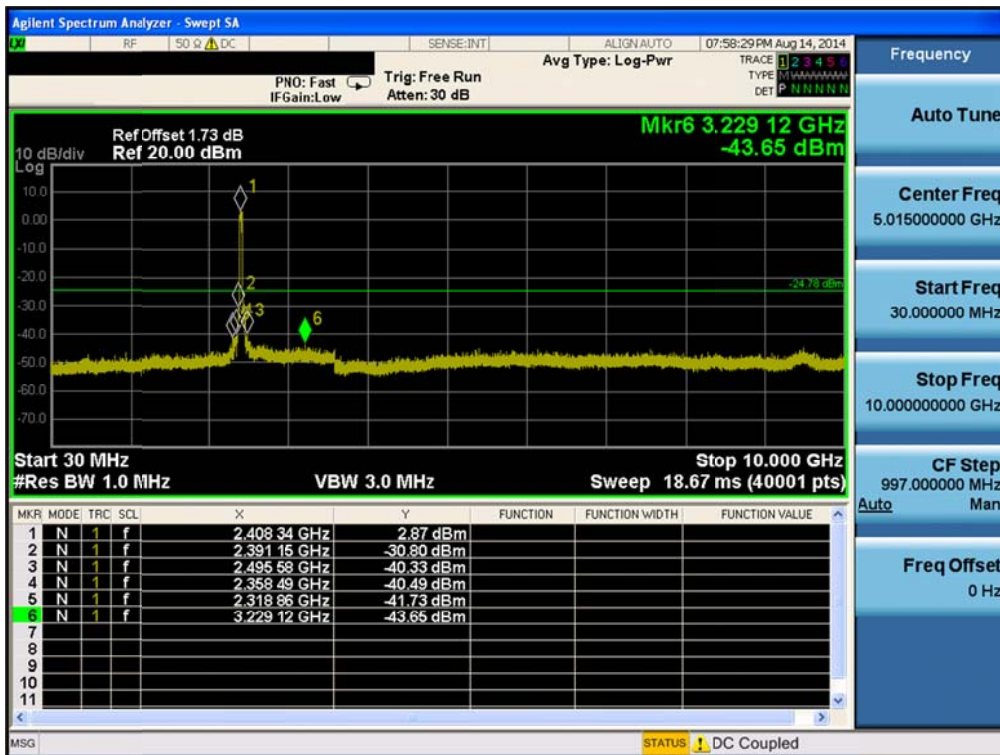 Agilent Spectrum Analyzer - Swept SA
LXI RF 50 Ω DC SENSE:INT ALIGN AUTO 07:58:29 PM Aug 14, 2014
Avg Type: Log-Pwr
TRACE 1 2 3 4 5 6
TYPE M
DET P N N N N N
PNO: Fast
IFGain:Low
Trig: Free Run
Atten: 30 dB
Mkr6 3.229 12 GHz
-43.65 dBm
Ref Offset 1.73 dB
Ref 20.00 dBm
10 dB/div
Log
10.0
0.00
-10.0
-20.0
-30.0
-40.0
-50.0
-60.0
-70.0
1
2
3
6
-24.78 dBm
Start 30 MHz
Stop 10.000 GHz
#Res BW 1.0 MHz
VBW 3.0 MHz
Sweep 18.67 ms (40001 pts)
MKR MODE TRC SCL X Y FUNCTION FUNCTION WIDTH FUNCTION VALUE
1 N 1 f 2.408 34 GHz 2.87 dBm
2 N 1 f 2.391 15 GHz -30.80 dBm
3 N 1 f 2.495 58 GHz -40.33 dBm
4 N 1 f 2.358 49 GHz -40.49 dBm
5 N 1 f 2.318 86 GHz -41.73 dBm
6 N 1 f 3.229 12 GHz -43.65 dBm
7
8
9
10
11
MSG
STATUS DC Coupled
Frequency
Auto Tune
Center Freq
5.015000000 GHz
Start Freq
30.000000 MHz
Stop Freq
10.000000000 GHz
CF Step
997.000000 MHz
Auto Man
Freq Offset
0 Hz